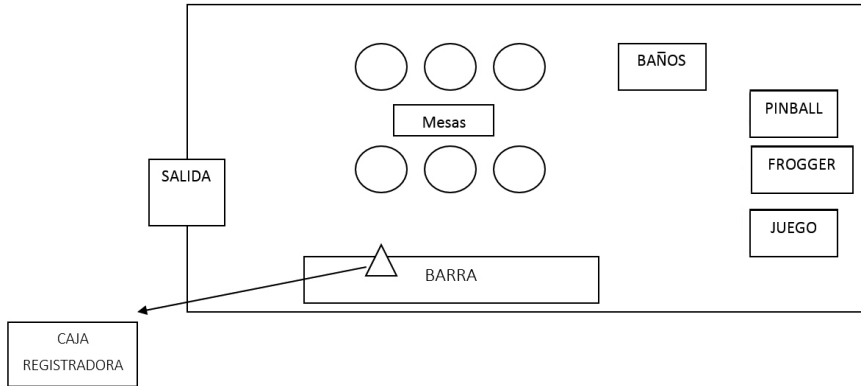 BAÑOS
PINBALL
Mesas
FROGGER
SALIDA
JUEGO
BARRA
CAJA
REGISTRADORA